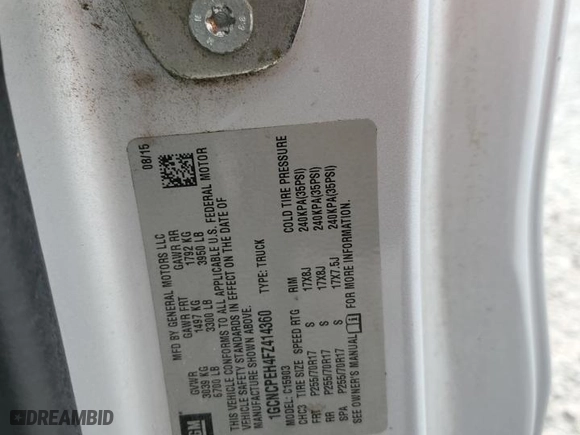 GM
MFD BY GENERAL MOTORS LLC
08/15
GVWR GAWR FRT GAWR RR
3039 KG 1497 KG 1792 KG
6700 LB 3300 LB 3950 LB
THIS VEHICLE CONFORMS TO ALL APPLICABLE U.S. FEDERAL MOTOR
VEHICLE SAFETY STANDARDS IN EFFECT ON THE DATE OF
MANUFACTURE SHOWN ABOVE.
1GCNCPEH4FZ414360 TYPE: TRUCK
MODEL: C15903
CHC3 TIRE SIZE SPEED RTG RIM COLD TIRE PRESSURE
FRT P255/70R17 S 17X8J 240KPA(35PSI)
RR P255/70R17 S 17X8J 240KPA(35PSI)
SPA P255/70R17 S 17X7.5J 240KPA(35PSI)
SEE OWNER'S MANUAL FOR MORE INFORMATION.
8.8
DREAMBID